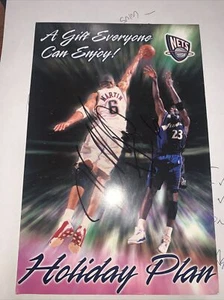 A Gift Everyone
Can Enjoy!
NETS
MARTIN
6
23
Holiday Plan